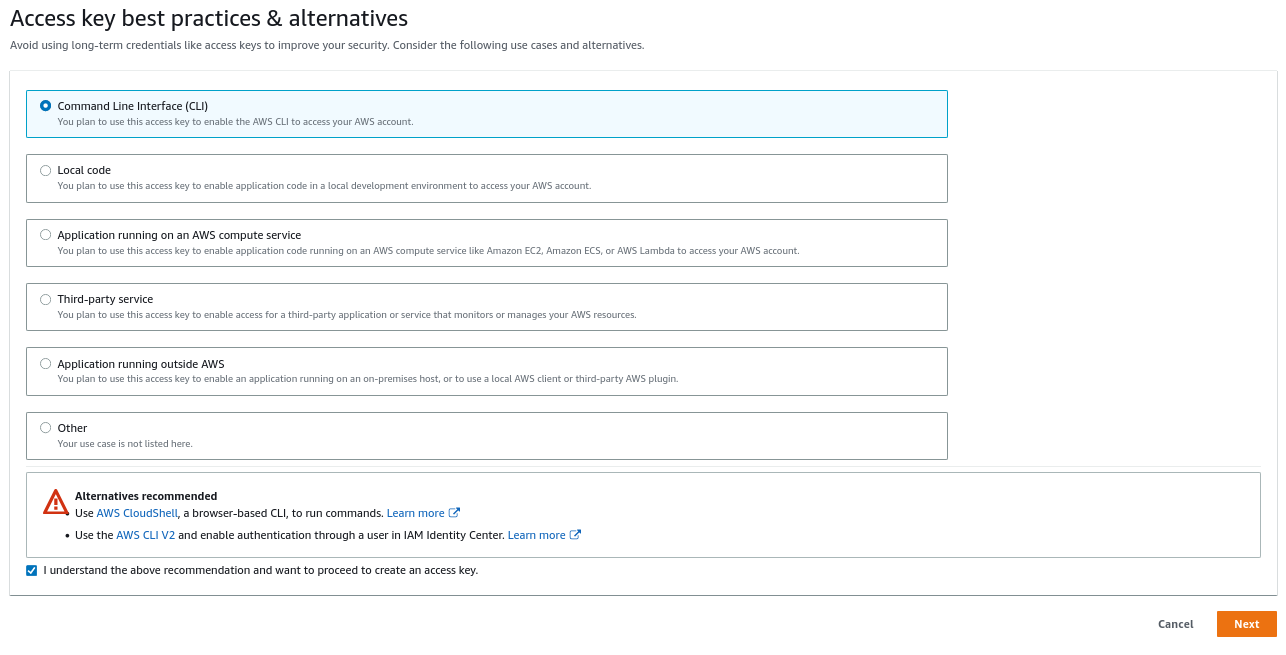 Access key best practices & alternatives
Avoid using long-term credentials like access keys to improve your security. Consider the following use cases and alternatives.
Command Line Interface (CLI)
You plan to use this access key to enable the AWS CLI to access your AWS account.
Local code
You plan to use this access key to enable application code in a local development environment to access your AWS account.
Application running on an AWS compute service
You plan to use this access key to enable application code running on an AWS compute service like Amazon EC2, Amazon ECS, or AWS Lambda to access your AWS account.
Third-party service
You plan to use this access key to enable access for a third-party application or service that monitors or manages your AWS resources.
Application running outside AWS
You plan to use this access key to enable an application running on an on-premises host, or to use a local AWS client or third-party AWS plugin.
Other
Your use case is not listed here.
Alternatives recommended
• Use AWS CloudShell, a browser-based CLI, to run commands. Learn more
• Use the AWS CLI V2 and enable authentication through a user in IAM Identity Center. Learn more
I understand the above recommendation and want to proceed to create an access key.
Cancel Next